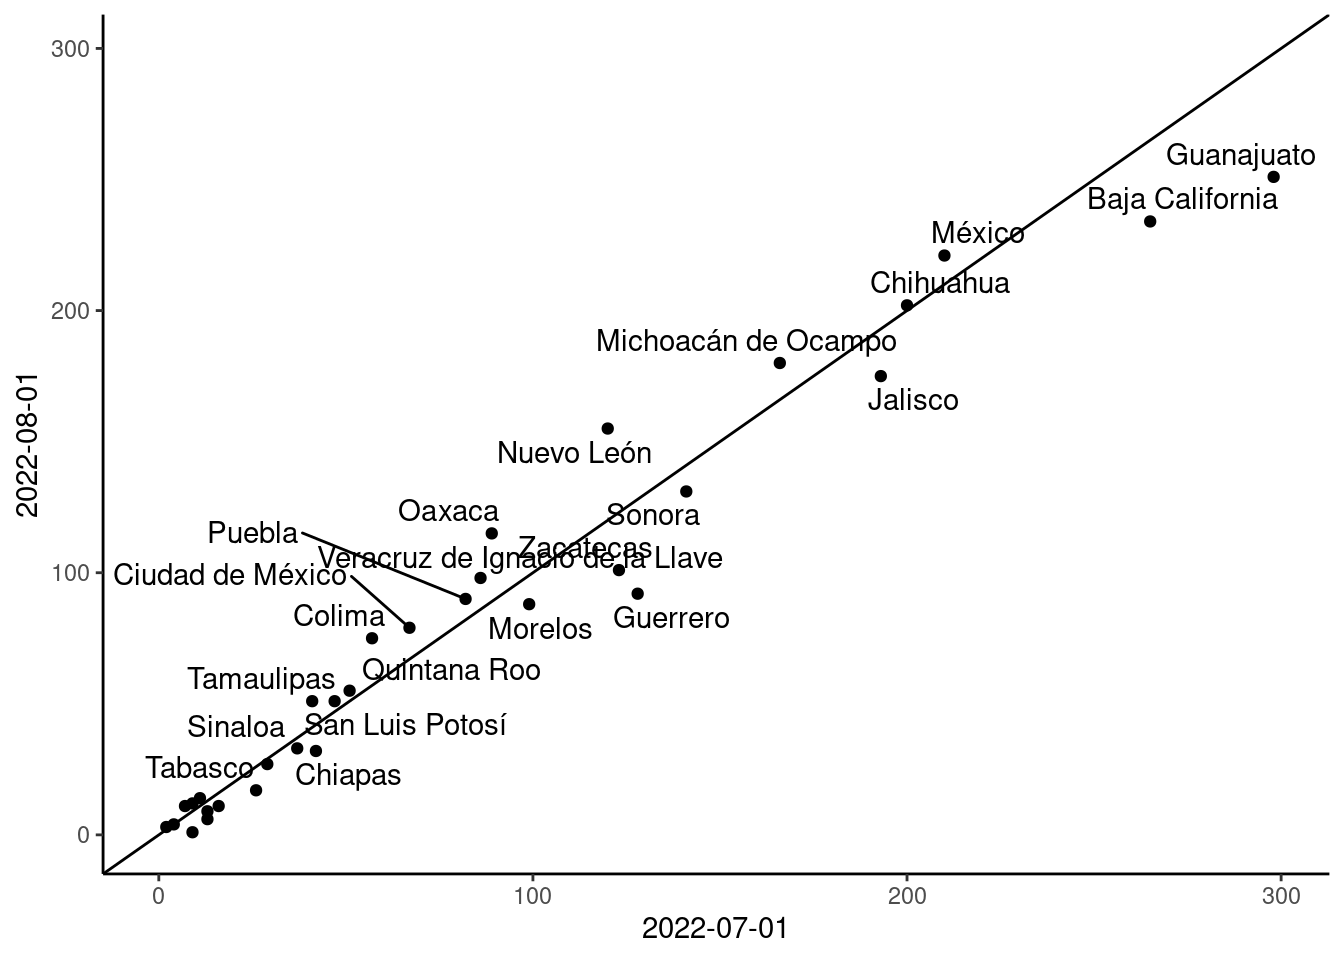 300
Guanajuato
Baja California
México
Chihuahua
200
Michoacán de Ocampo
Jalisco
2022-08-01
Nuevo León
Oaxaca
Sonora
Puebla
Zacatecas
Veracruz de Ignacio de la Llave
100
Ciudad de México
Colima
Guerrero
Morelos
Quintana Roo
Tamaulipas
San Luis Potosí
Sinaloa
Tabasco
Chiapas
0
0
100
200
300
2022-07-01